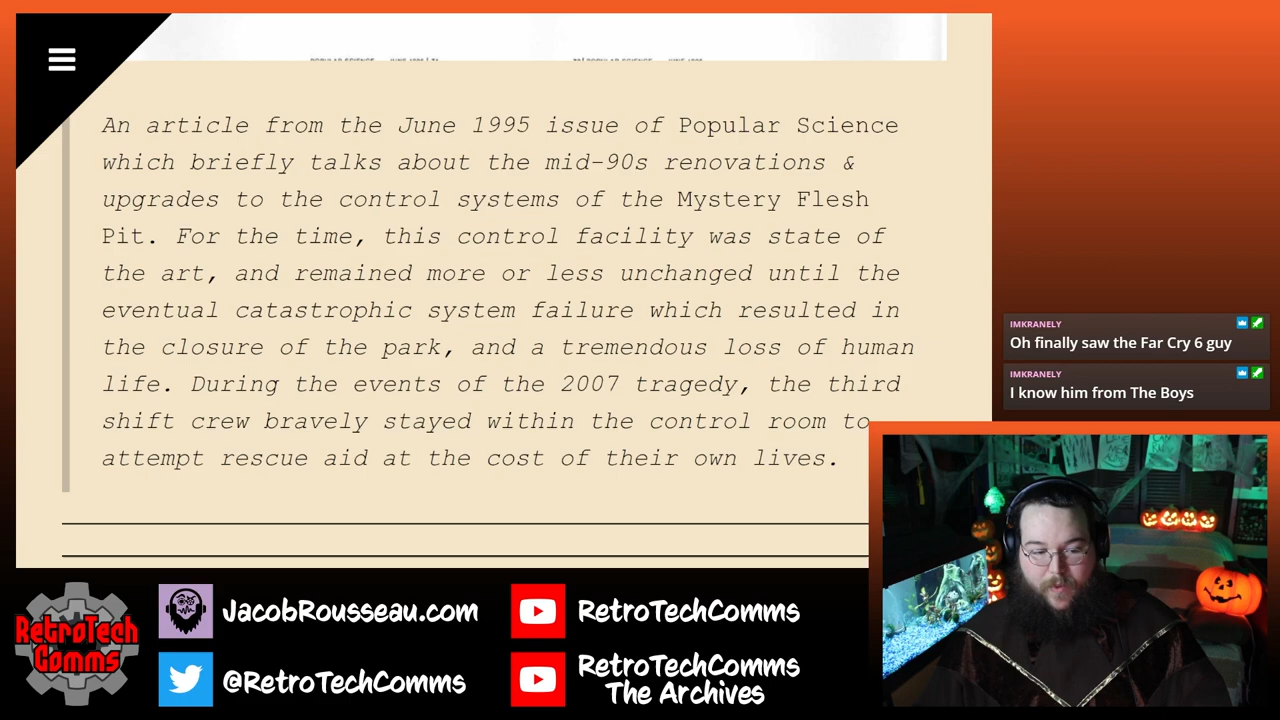 POPULAR SCIENCE JUNE 1995 | 71
An article from the June 1995 issue of Popular Science
which briefly talks about the mid-90s renovations &
upgrades to the control systems of the Mystery Flesh
Pit. For the time, this control facility was state of
the art, and remained more or less unchanged until the
eventual catastrophic system failure which resulted in
the closure of the park, and a tremendous loss of human
life. During the events of the 2007 tragedy, the third
shift crew bravely stayed within the control room to
attempt rescue aid at the cost of their own lives.
IMKRANELY
Oh finally saw the Far Cry 6 guy
IMKRANELY
I know him from The Boys
RetroTech
Comms
JacobRousseau.com
@RetroTechComms
RetroTechComms
RetroTechComms
The Archives